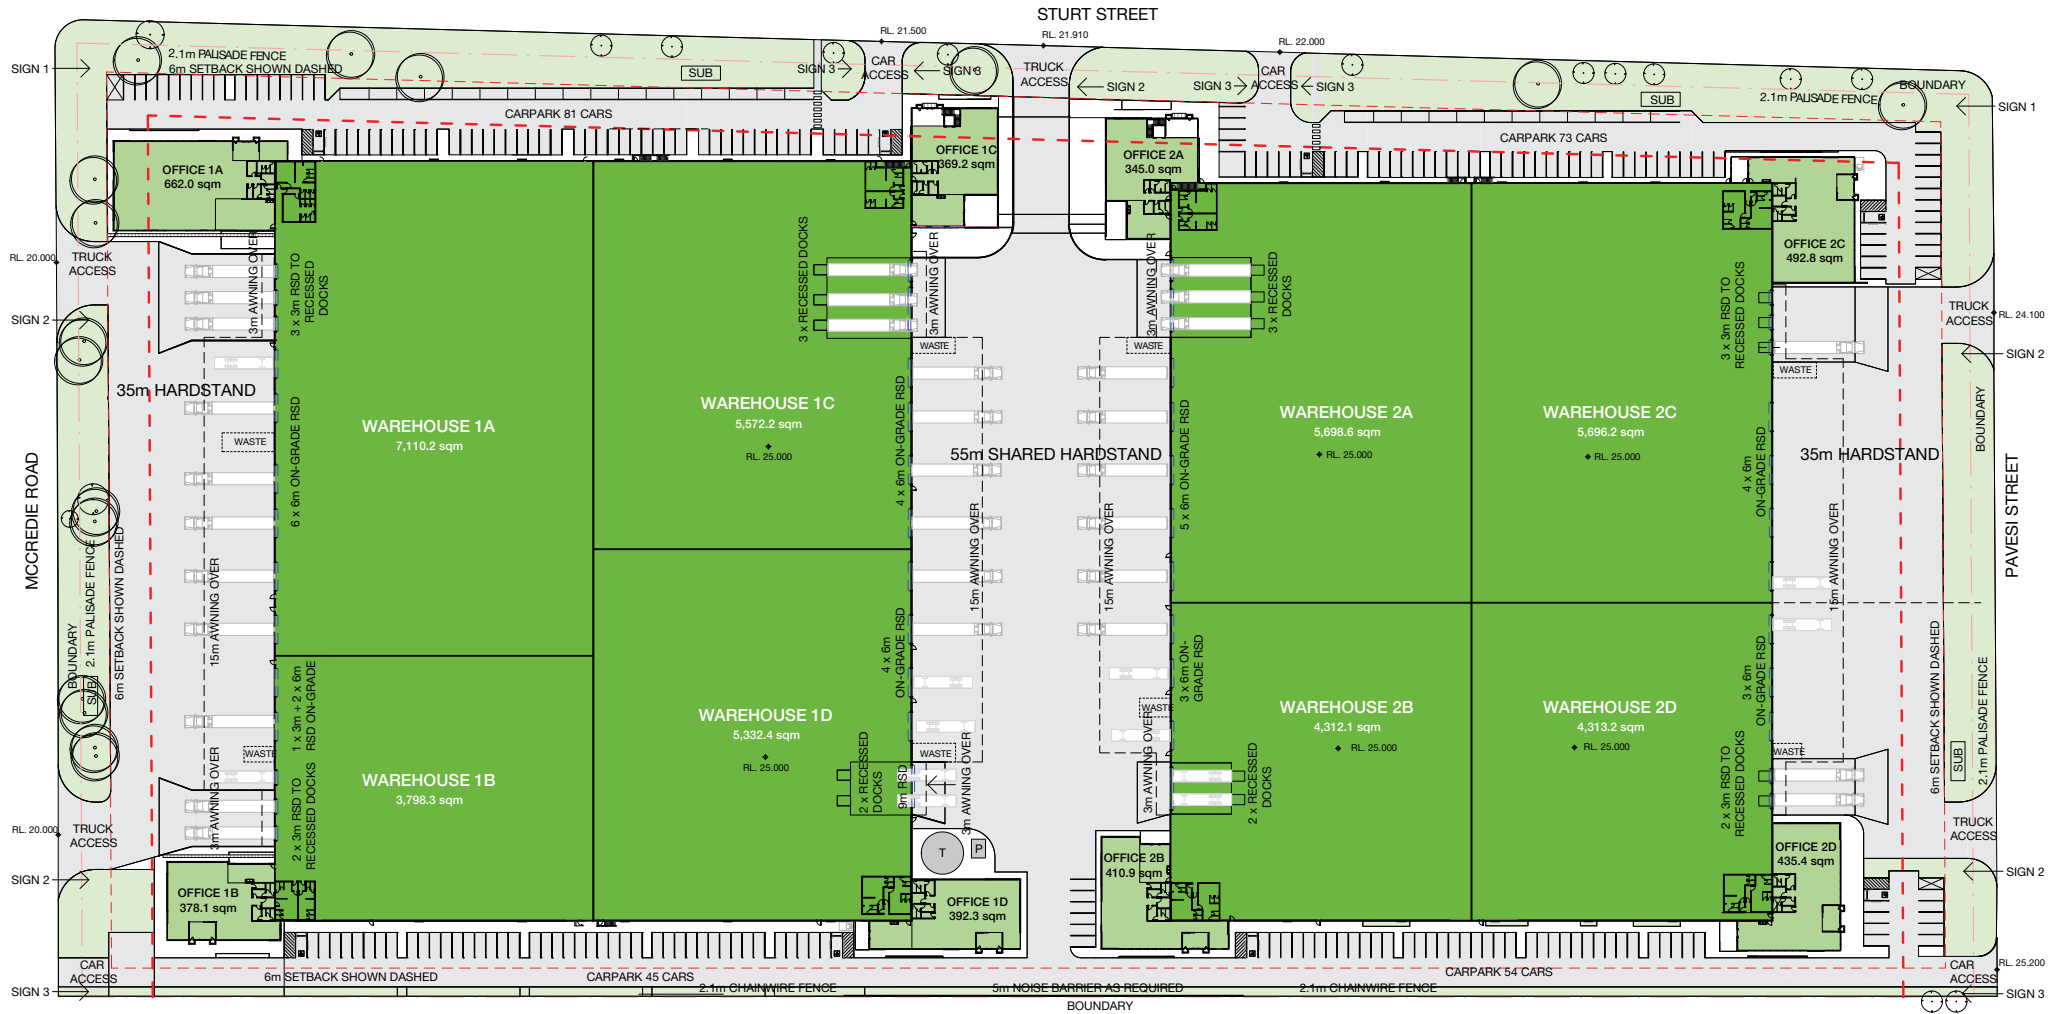 STURT STREET
RL. 21.500
RL. 21.910
RL. 22.000
SIGN 1
2.1m PALISADE FENCE
6m SETBACK SHOWN DASHED
SUB
SIGN 3
CAR
ACCESS
SIGN 3
TRUCK
ACCESS
SIGN 2
SIGN 3
CAR
ACCESS
SIGN 3
SUB
2.1m PALISADE FENCE
BOUNDARY
SIGN 1
CARPARK 81 CARS
CARPARK 73 CARS
OFFICE 1A
662.0 sqm
OFFICE 1C
369.2 sqm
OFFICE 2A
345.0 sqm
OFFICE 2C
492.8 sqm
RL. 20.000
TRUCK
ACCESS
3m AWNING OVER
3 x 3m RSD TO
RECESSED
DOCKS
3 x RECESSED DOCKS
3m AWNING OVER
3m AWNING OVER
3 x RECESSED
DOCKS
3 x 3m RSD TO
RECESSED DOCKS
TRUCK
ACCESS
RL. 24.100
SIGN 2
SIGN 2
WASTE
WASTE
WASTE
35m HARDSTAND
WASTE
6 x 6m ON-GRADE RSD
WAREHOUSE 1A
7,110.2 sqm
WAREHOUSE 1C
5,572.2 sqm
RL. 25.000
4 x 6m ON-GRADE RSD
55m SHARED HARDSTAND
5 x 6m ON-GRADE RSD
WAREHOUSE 2A
5,698.6 sqm
RL. 25.000
WAREHOUSE 2C
5,696.2 sqm
RL. 25.000
4 x 6m
ON-GRADE RSD
35m HARDSTAND
BOUNDARY
MCCREDIE ROAD
PAVESI STREET
BOUNDARY
2.1m PALISADE FENCE
SUB
6m SETBACK SHOWN DASHED
15m AWNING OVER
15m AWNING OVER
15m AWNING OVER
15m AWNING OVER
1 x 3m + 2 x 6m
RSD ON-GRADE
4 x 6m
ON-GRADE RSD
3 x 6m ON-
GRADE RSD
3 x 6m
ON-GRADE RSD
6m SETBACK SHOWN DASHED
2.1m PALISADE FENCE
SUB
WAREHOUSE 1D
5,332.4 sqm
RL. 25.000
WAREHOUSE 2B
4,312.1 sqm
RL. 25.000
WAREHOUSE 2D
4,313.2 sqm
RL. 25.000
WAREHOUSE 1B
3,798.3 sqm
WASTE
WASTE
WASTE
WASTE
3m AWNING OVER
2 x 3m RSD TO
RECESSED DOCKS
2 x RECESSED
DOCKS
9m RSD
3m AWNING OVER
3m AWNING OVER
2 x RECESSED
DOCKS
2 x 3m RSD TO
RECESSED DOCKS
RL. 20.000
TRUCK
ACCESS
TRUCK
ACCESS
T
P
SIGN 2
SIGN 2
OFFICE 1B
378.1 sqm
OFFICE 1D
392.3 sqm
OFFICE 2B
410.9 sqm
OFFICE 2D
435.4 sqm
CAR
ACCESS
6m SETBACK SHOWN DASHED
CARPARK 45 CARS
CARPARK 54 CARS
CAR
ACCESS
RL. 25.200
SIGN 3
2.1m CHAINWIRE FENCE
5m NOISE BARRIER AS REQUIRED
2.1m CHAINWIRE FENCE
SIGN 3
BOUNDARY